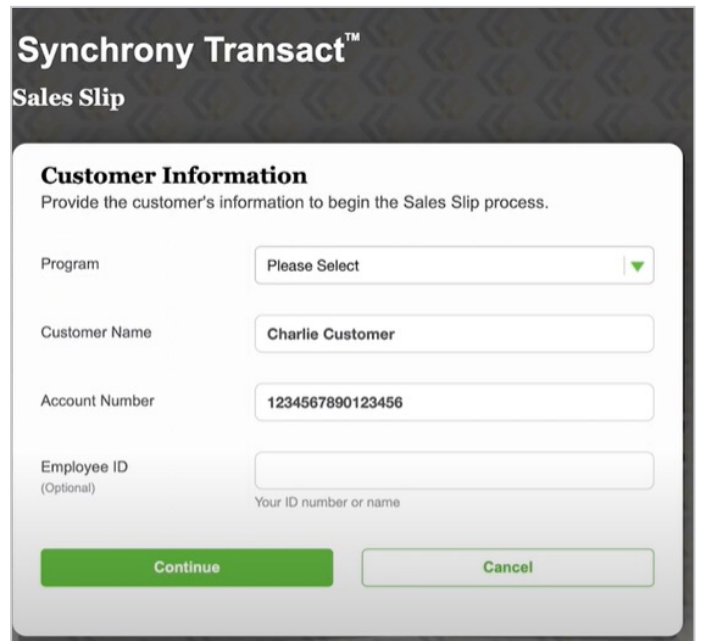 Synchrony Transact™
Sales Slip
Customer Information
Provide the customer's information to begin the Sales Slip process.
Program
Please Select
Customer Name
Charlie Customer
Account Number
1234567890123456
Employee ID
(Optional)
Your ID number or name
Continue
Cancel